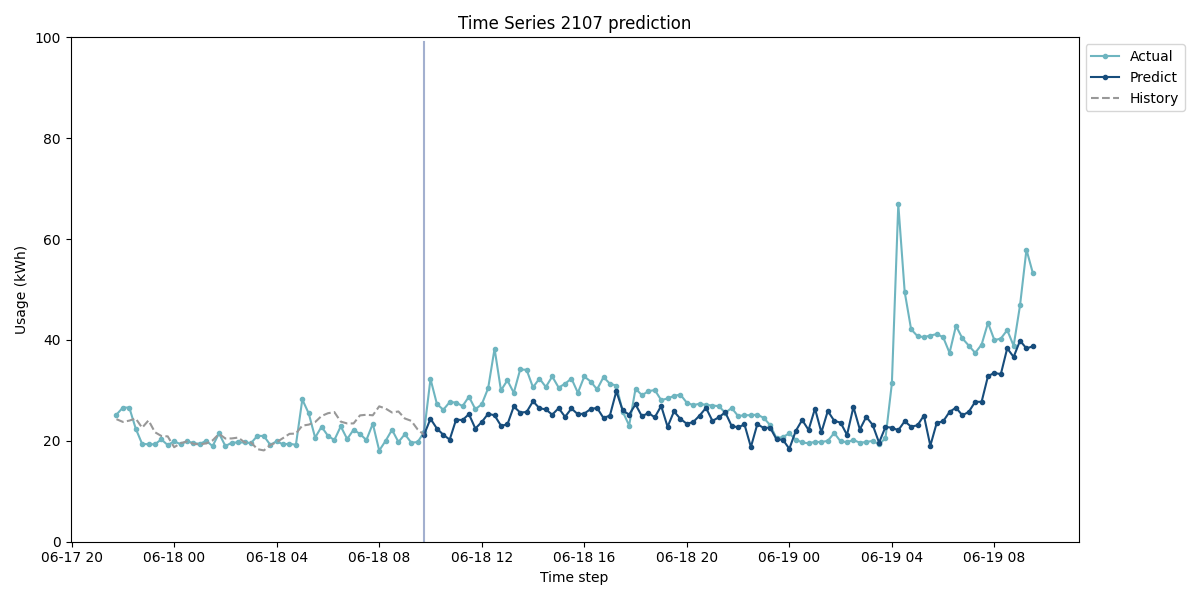 Time Series 2107 prediction
100
80
60
40
20
0
Usage (kWh)
06-17 20
06-18 00
06-18 04
06-18 08
06-18 12
06-18 16
06-18 20
06-19 00
06-19 04
06-19 08
Time step
Actual
Predict
History